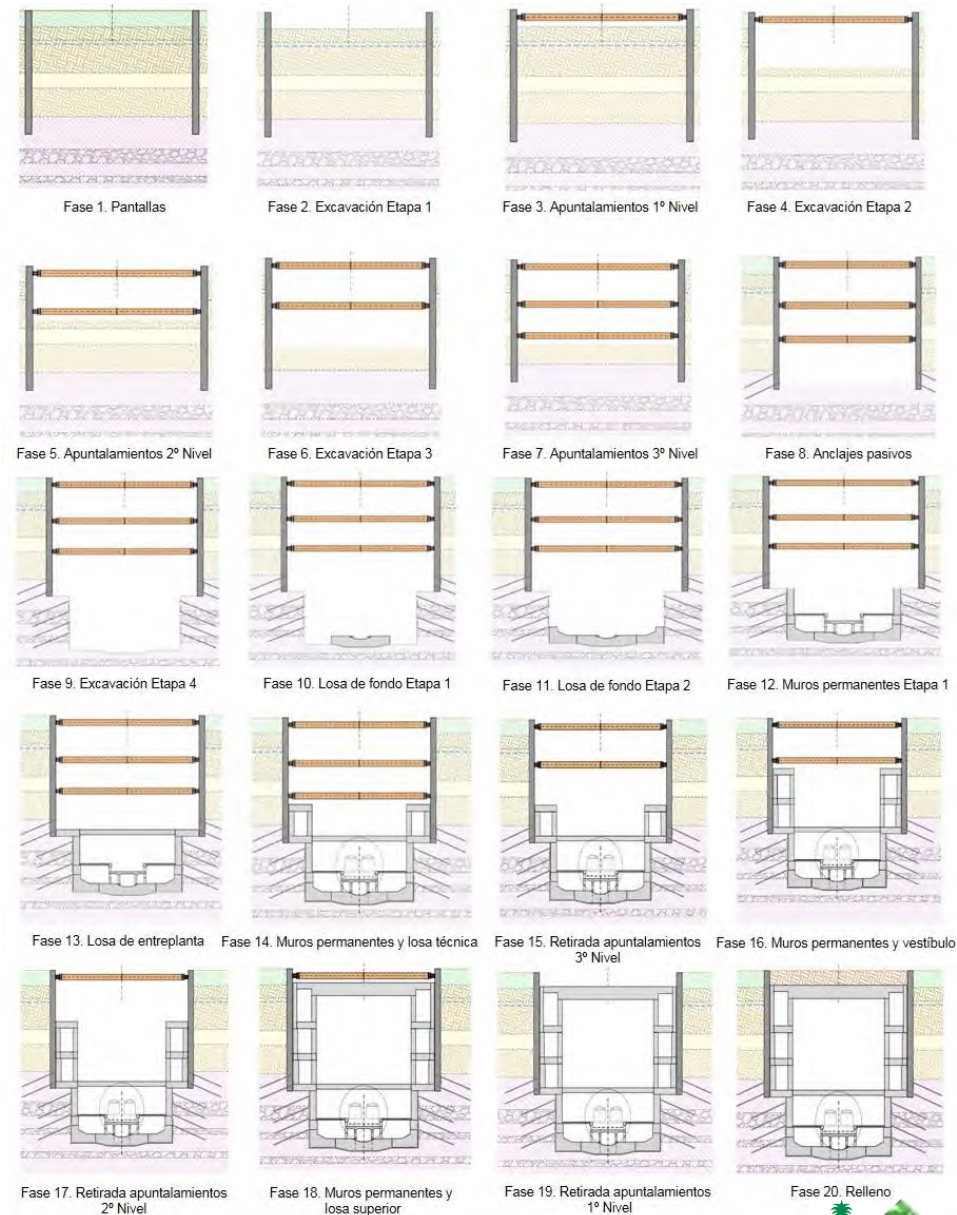 Fase 1. Pantallas
Fase 2. Excavación Etapa 1
Fase 3. Apuntalamientos 1º Nivel
Fase 4. Excavación Etapa 2
Fase 5. Apuntalamientos 2º Nivel
Fase 6. Excavación Etapa 3
Fase 7. Apuntalamientos 3º Nivel
Fase 8. Anclajes pasivos
Fase 9. Excavación Etapa 4
Fase 10. Losa de fondo Etapa 1
Fase 11. Losa de fondo Etapa 2
Fase 12. Muros permanentes Etapa 1
Fase 13. Losa de entreplanta
Fase 14. Muros permanentes y losa técnica
Fase 15. Retirada apuntalamientos
3º Nivel
Fase 16. Muros permanentes y vestíbulo
Fase 17. Retirada apuntalamientos
2º Nivel
Fase 18. Muros permanentes y
losa superior
Fase 19. Retirada apuntalamientos
1º Nivel
Fase 20. Relleno